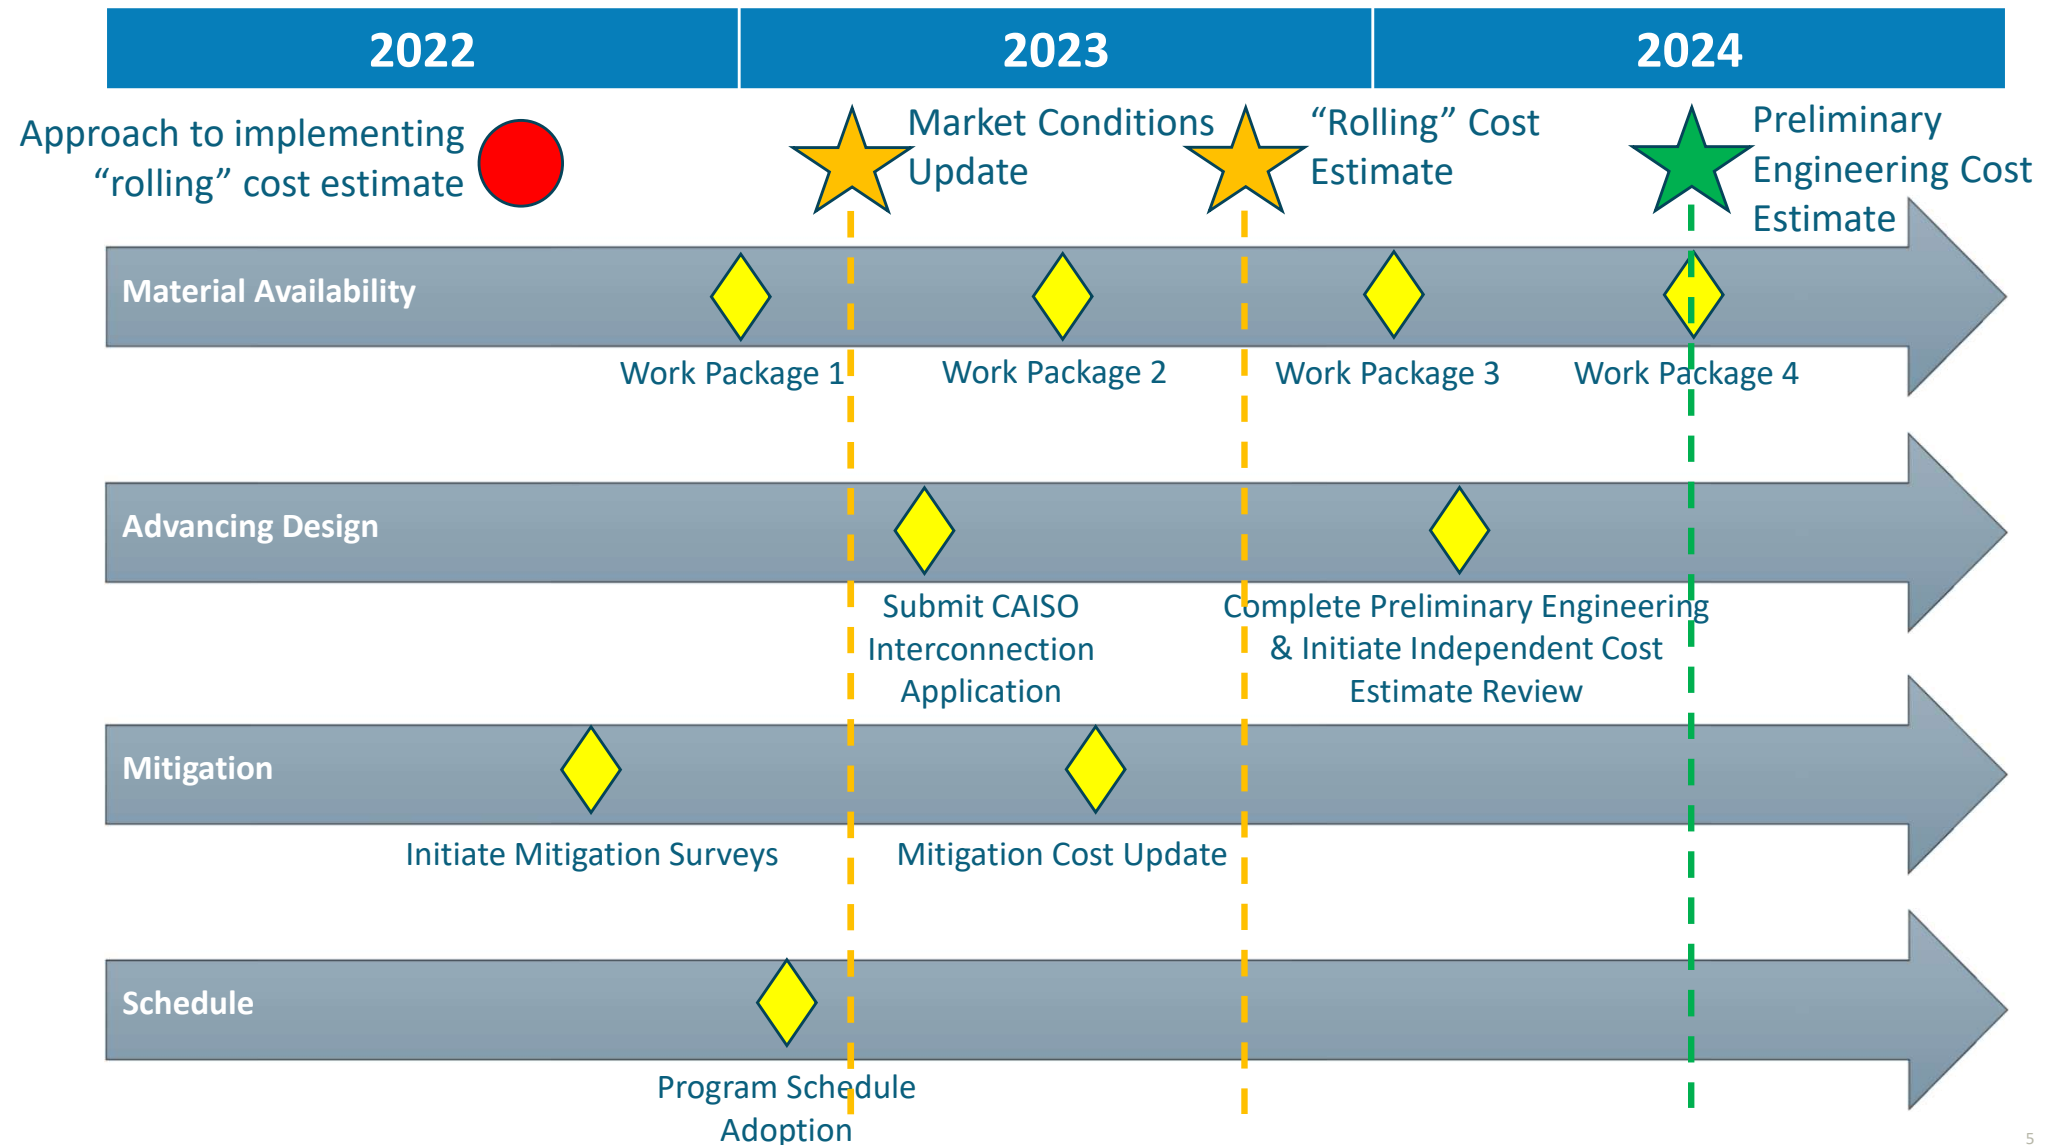 2022
2023
2024
Approach to implementing
“rolling” cost estimate
Market Conditions
Update
“Rolling” Cost
Estimate
Preliminary
Engineering Cost
Estimate
Material Availability
Work Package 1
Work Package 2
Work Package 3
Work Package 4
Advancing Design
Submit CAISO
Interconnection
Application
Complete Preliminary Engineering
& Initiate Independent Cost
Estimate Review
Mitigation
Initiate Mitigation Surveys
Mitigation Cost Update
Schedule
Program Schedule
Adoption
5